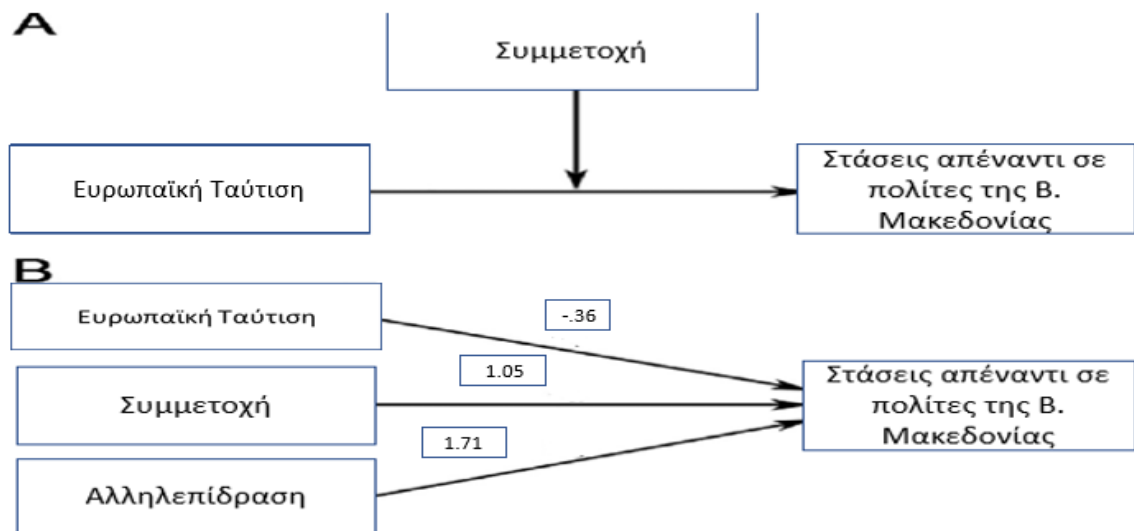 A
Συμμετοχή
Ευρωπαϊκή Ταύτιση
Στάσεις απέναντι σε
πολίτες της Β.
Μακεδονίας
B
Ευρωπαϊκή Ταύτιση
-.36
1.05
Συμμετοχή
Στάσεις απέναντι σε
πολίτες της Β.
Μακεδονίας
1.71
Αλληλεπίδραση